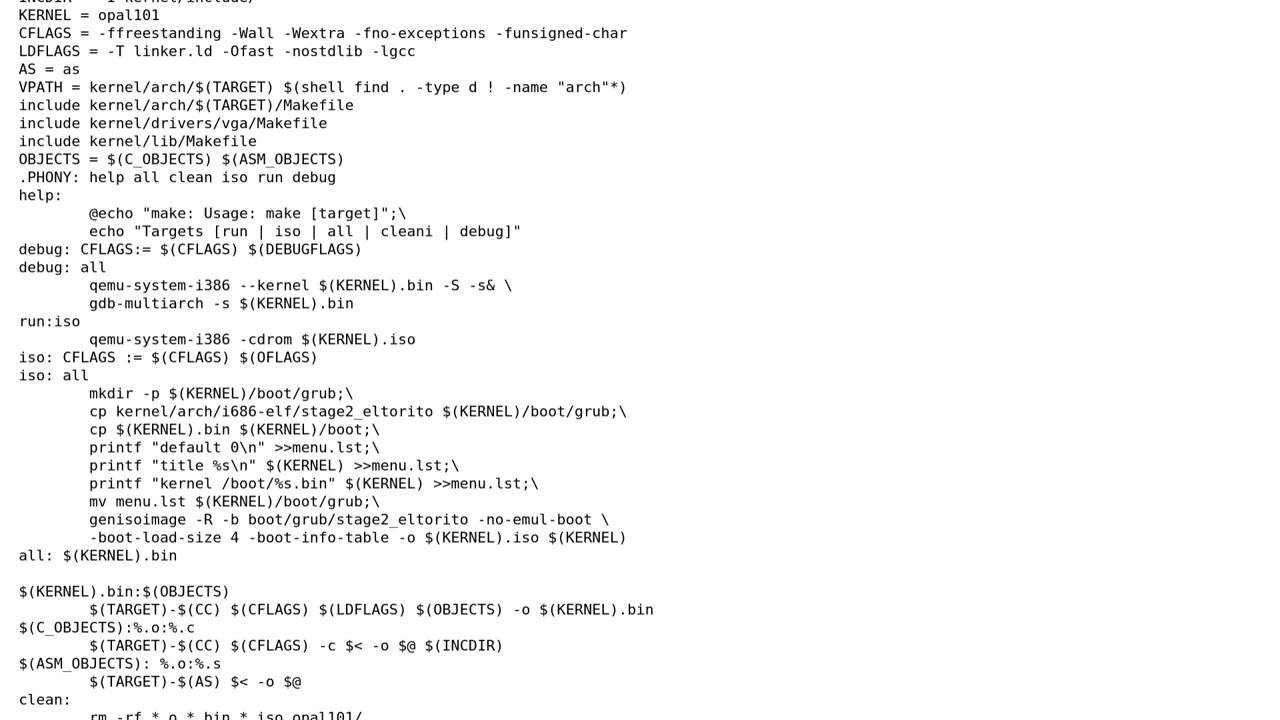 INCDIR = -I kernel/include/
KERNEL = opal101
CFLAGS = -ffreestanding -Wall -Wextra -fno-exceptions -funsigned-char
LDFLAGS = -T linker.ld -Ofast -nostdlib -lgcc
AS = as
VPATH = kernel/arch/$(TARGET) $(shell find . -type d ! -name "arch"*)
include kernel/arch/$(TARGET)/Makefile
include kernel/drivers/vga/Makefile
include kernel/lib/Makefile
OBJECTS = $(C_OBJECTS) $(ASM_OBJECTS)
.PHONY: help all clean iso run debug
help:
        @echo "make: Usage: make [target]";\
        echo "Targets [run | iso | all | cleani | debug]"
debug: CFLAGS:= $(CFLAGS) $(DEBUGFLAGS)
debug: all
        qemu-system-i386 --kernel $(KERNEL).bin -S -s& \
        gdb-multiarch -s $(KERNEL).bin
run:iso
        qemu-system-i386 -cdrom $(KERNEL).iso
iso: CFLAGS := $(CFLAGS) $(OFLAGS)
iso: all
        mkdir -p $(KERNEL)/boot/grub;\
        cp kernel/arch/i686-elf/stage2_eltorito $(KERNEL)/boot/grub;\
        cp $(KERNEL).bin $(KERNEL)/boot;\
        printf "default 0\n" >>menu.lst;\
        printf "title %s\n" $(KERNEL) >>menu.lst;\
        printf "kernel /boot/%s.bin" $(KERNEL) >>menu.lst;\
        mv menu.lst $(KERNEL)/boot/grub;\
        genisoimage -R -b boot/grub/stage2_eltorito -no-emul-boot \
        -boot-load-size 4 -boot-info-table -o $(KERNEL).iso $(KERNEL)
all: $(KERNEL).bin
$(KERNEL).bin:$(OBJECTS)
        $(TARGET)-$(CC) $(CFLAGS) $(LDFLAGS) $(OBJECTS) -o $(KERNEL).bin
$(C_OBJECTS):%.o:%.c
        $(TARGET)-$(CC) $(CFLAGS) -c $< -o $@ $(INCDIR)
$(ASM_OBJECTS): %.o:%.s
        $(TARGET)-$(AS) $< -o $@
clean:
        rm -rf *.o *.bin *.iso opal101/